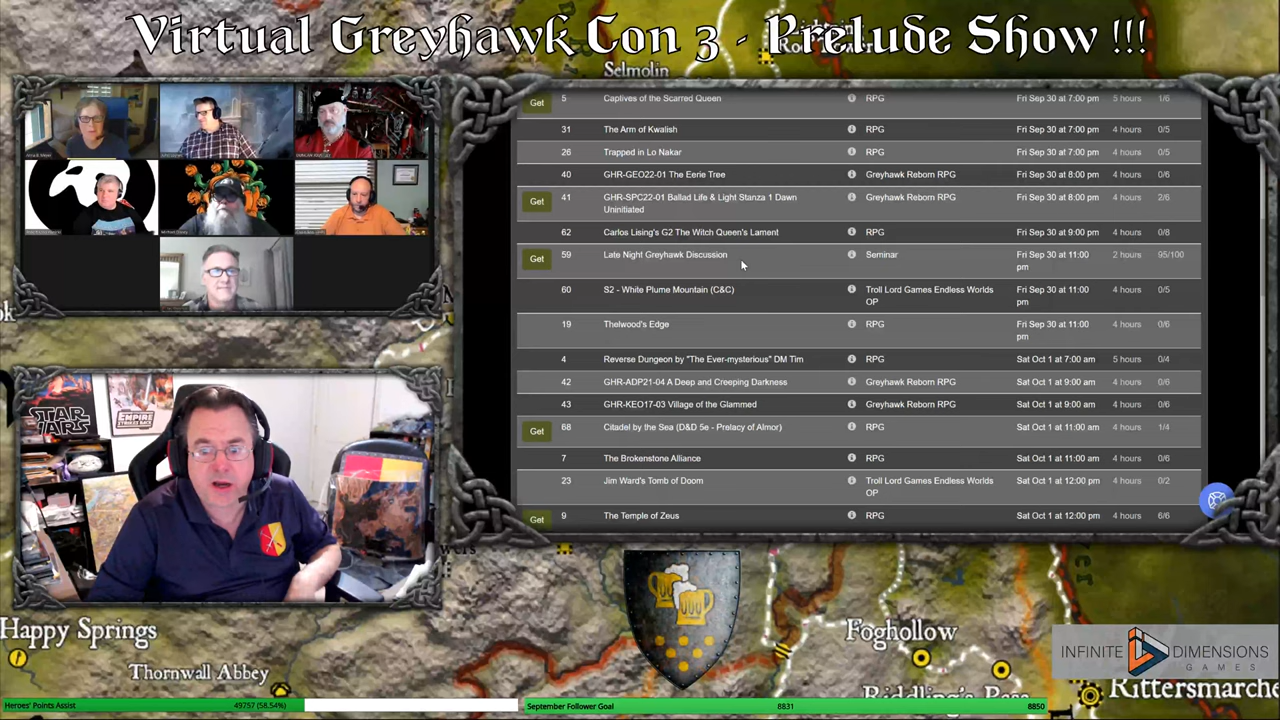 Virtual Greyhawk Con 3 - Prelude Show !!!
Selmolin
Get 5 Captives of the Scarred Queen RPG Fri Sep 30 at 7:00 pm 5 hours 1/6
31 The Arm of Kwalish RPG Fri Sep 30 at 7:00 pm 4 hours 0/5
26 Trapped in Lo Nakar RPG Fri Sep 30 at 7:00 pm 4 hours 0/6
40 GHR-GEO22-01 The Eerie Tree Greyhawk Reborn RPG Fri Sep 30 at 8:00 pm 4 hours 0/6
Get 41 GHR-SPC22-01 Ballad Life & Light Stanza 1 Dawn Greyhawk Reborn RPG Fri Sep 30 at 8:00 pm 4 hours 2/6
Uninitiated
62 Carlos Lising's G2 The Witch Queen's Lament RPG Fri Sep 30 at 9:00 pm 4 hours 0/8
Get 59 Late Night Greyhawk Discussion Seminar Fri Sep 30 at 11:00 2 hours 95/100
pm
60 S2 - White Plume Mountain (C&C) Troll Lord Games Endless Worlds Fri Sep 30 at 11:00 4 hours 0/5
OP pm
19 Thelwood's Edge RPG Fri Sep 30 at 11:00 4 hours 0/6
pm
4 Reverse Dungeon by "The Ever-mysterious" DM Tim RPG Sat Oct 1 at 7:00 am 5 hours 0/4
42 GHR-ADP21-04 A Deep and Creeping Darkness Greyhawk Reborn RPG Sat Oct 1 at 9:00 am 4 hours 0/6
43 GHR-KEO17-03 Village of the Glammed Greyhawk Reborn RPG Sat Oct 1 at 9:00 am 4 hours 0/6
Get 68 Citadel by the Sea (D&D 5e - Prelacy of Almor) RPG Sat Oct 1 at 11:00 am 4 hours 1/4
7 The Brokenstone Alliance RPG Sat Oct 1 at 11:00 am 4 hours 0/6
23 Jim Ward's Tomb of Doom Troll Lord Games Endless Worlds Sat Oct 1 at 12:00 pm 4 hours 0/2
OP
Get 9 The Temple of Zeus RPG Sat Oct 1 at 12:00 pm 4 hours 6/6
STAR
WARS
EMPIRE
STRIKES
BACK
Happy Springs
Thornwall Abbey
Foghollow
Riddling's Pass
Rittersmarche
INFINITE DIMENSIONS
GAMES
Heroes' Points Assist 49757 (58.54%)
September Follower Goal 8831 8850